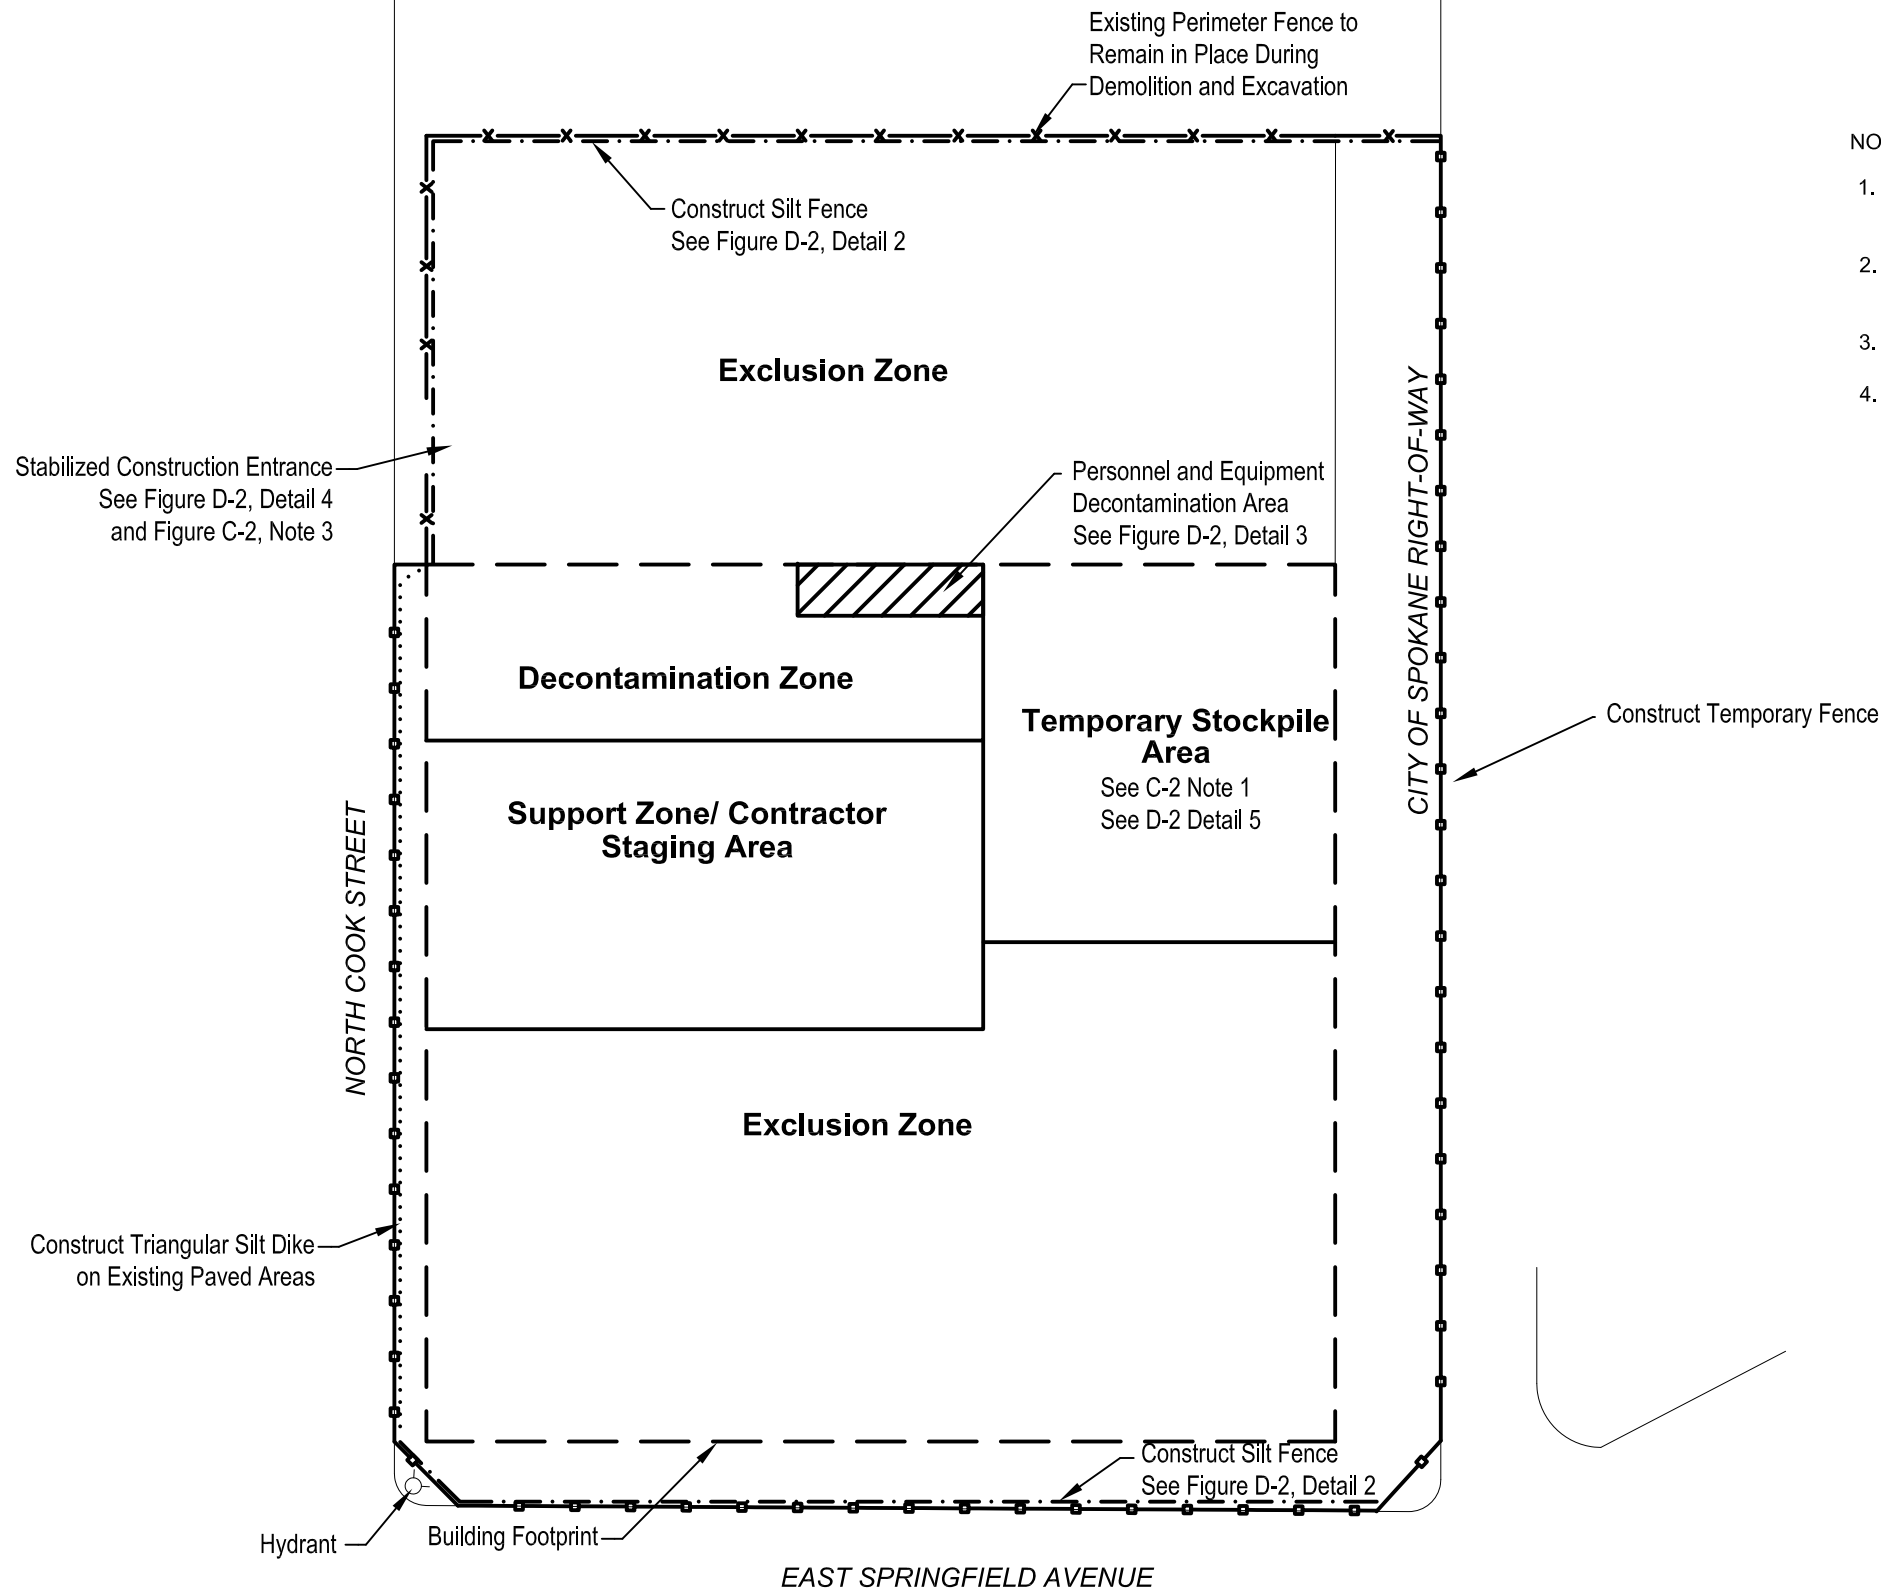 Existing Perimeter Fence to
Remain in Place During
Demolition and Excavation
NO
1.
2.
3.
4.
Construct Silt Fence
See Figure D-2, Detail 2
Exclusion Zone
Stabilized Construction Entrance
See Figure D-2, Detail 4
and Figure C-2, Note 3
Personnel and Equipment
Decontamination Area
See Figure D-2, Detail 3
CITY OF SPOKANE RIGHT-OF-WAY
Decontamination Zone
Temporary Stockpile
Area
See C-2 Note 1
See D-2 Detail 5
Construct Temporary Fence
Support Zone/ Contractor
Staging Area
NORTH COOK STREET
Exclusion Zone
Construct Triangular Silt Dike
on Existing Paved Areas
Construct Silt Fence
See Figure D-2, Detail 2
Hydrant
Building Footprint
EAST SPRINGFIELD AVENUE